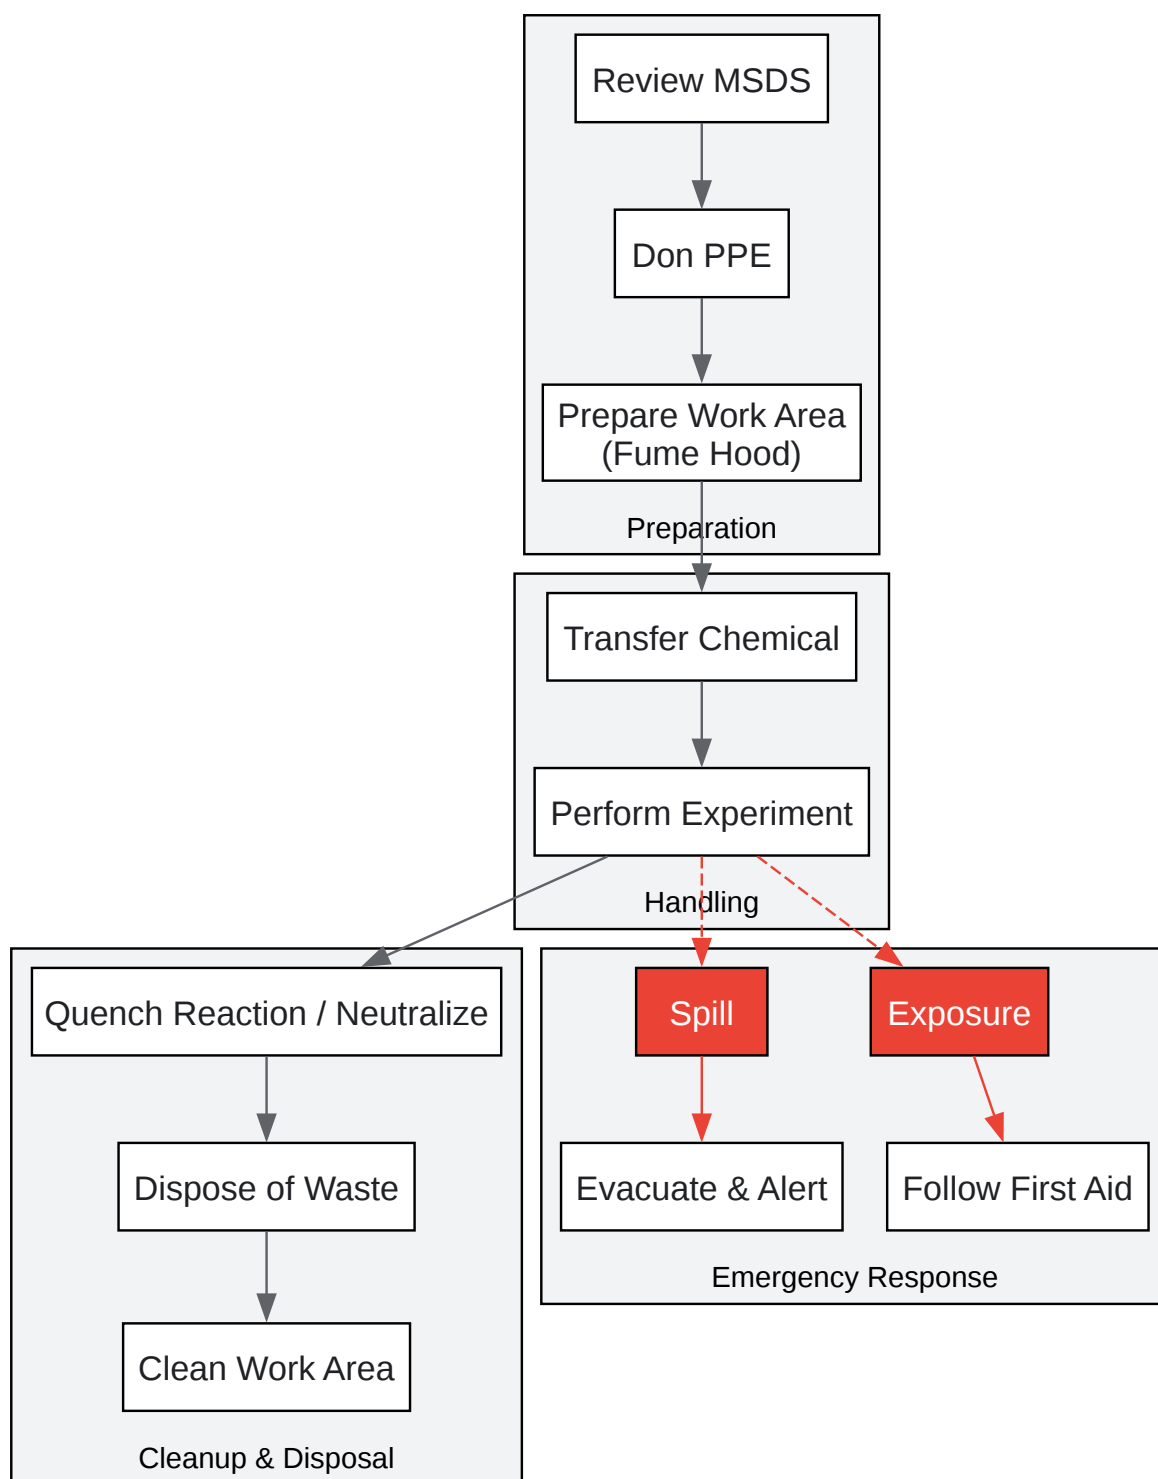 Review MSDS
Don PPE
Prepare Work Area
(Fume Hood)
Preparation
Transfer Chemical
Perform Experiment
Handling
Quench Reaction / Neutralize
Dispose of Waste
Clean Work Area
Cleanup & Disposal
Spill
Exposure
Evacuate & Alert
Follow First Aid
Emergency Response